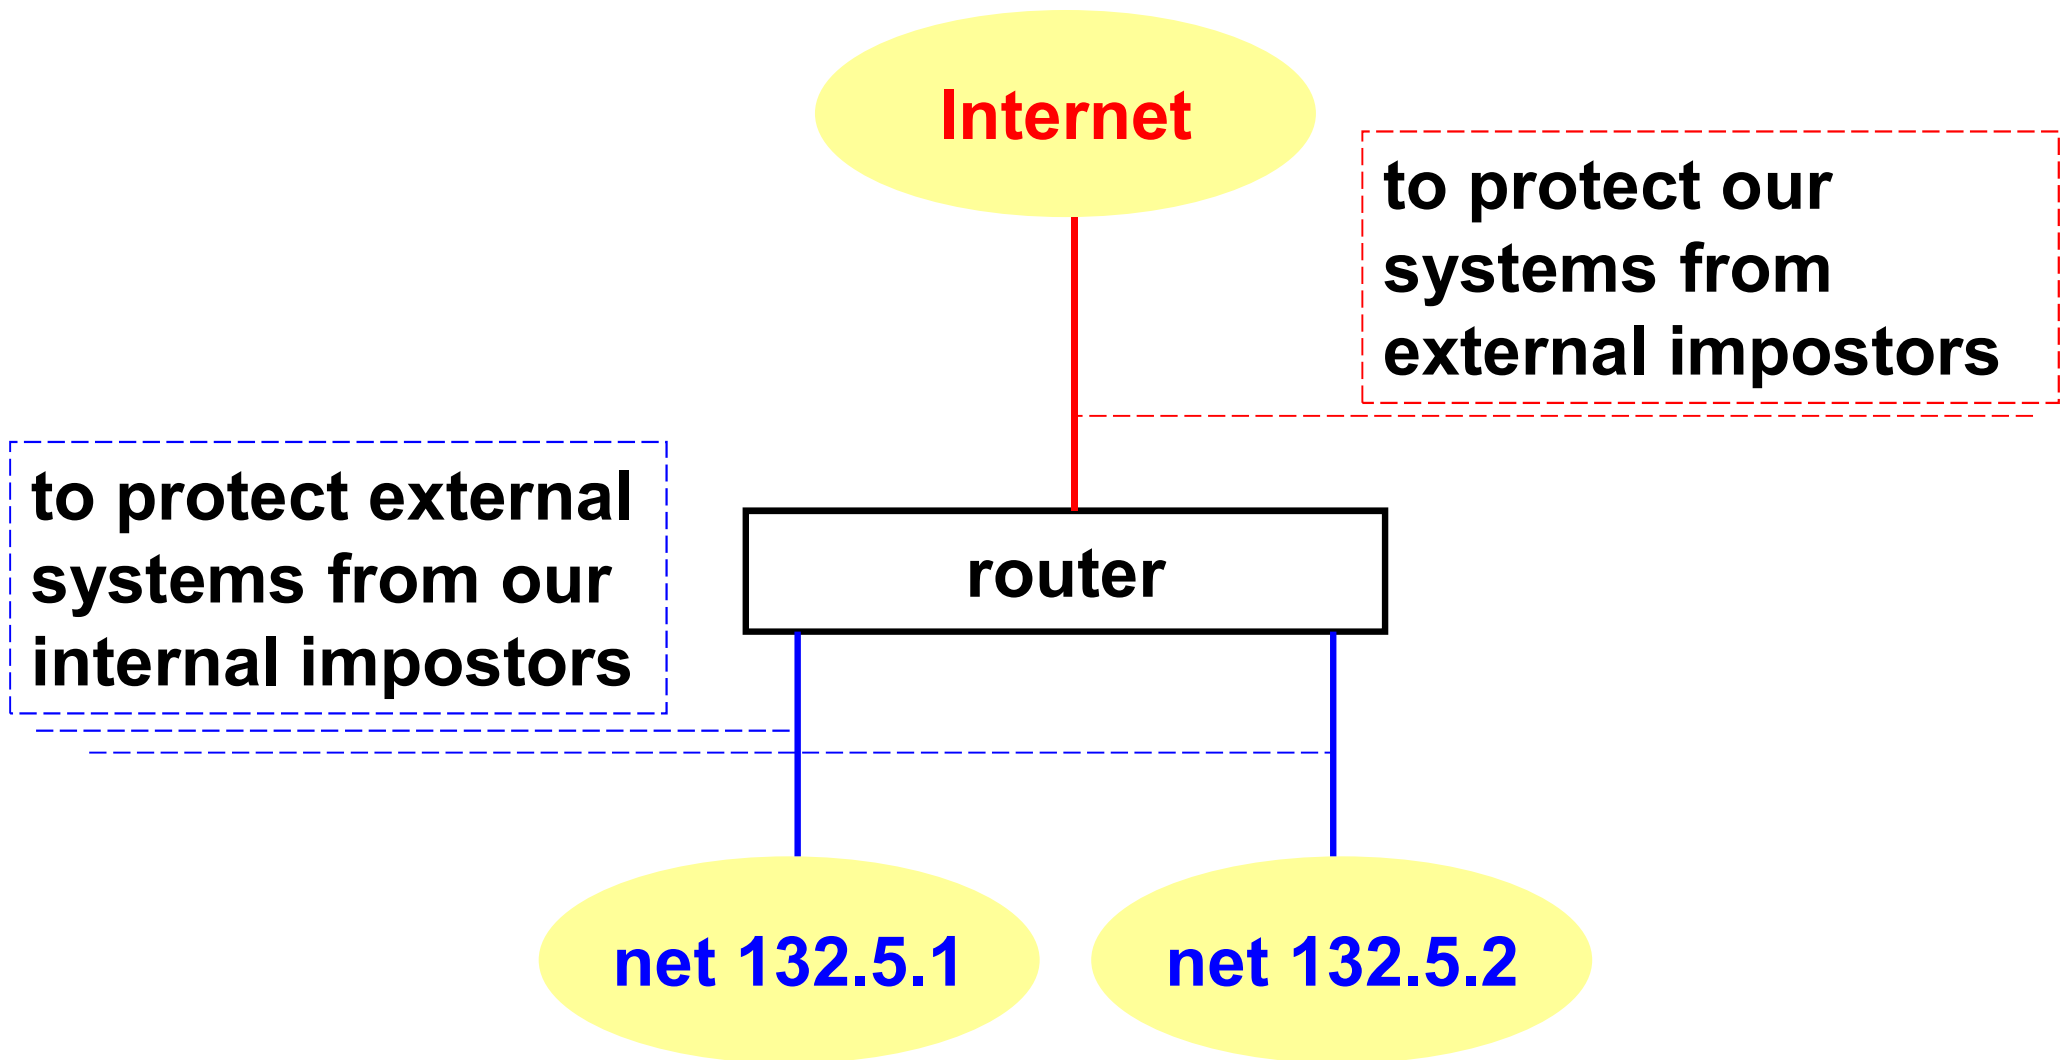 Internet
to protect our
systems from
external impostors
to protect external
systems from our
internal impostors
router
net 132.5.1
net 132.5.2